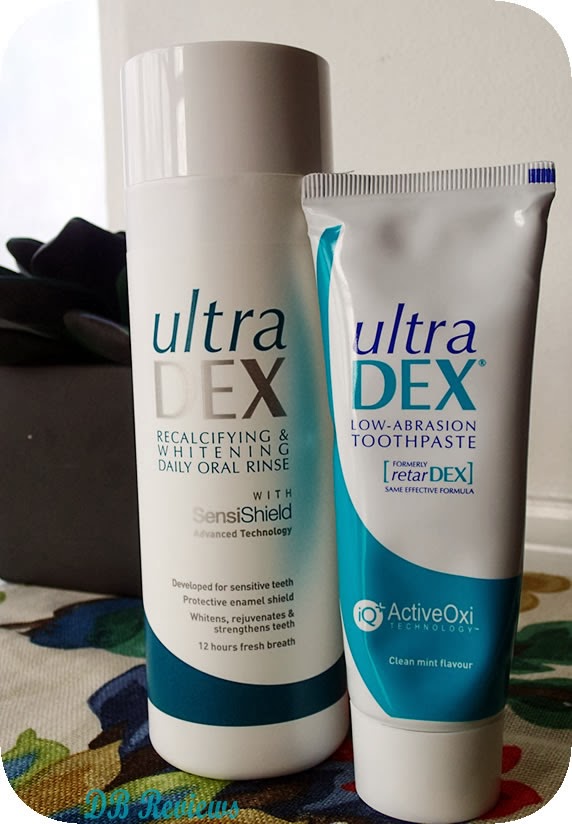 ultra
DEX
RECALCIFYING &
WHITENING
DAILY ORAL RINSE
WITH
SensiShield
Advanced Technology
Developed for sensitive teeth
Protective enamel shield
Whitens, rejuvenates &
strengthens teeth
12 hours fresh breath
ultra
DEX®
LOW-ABRASION
TOOTHPASTE
FORMERLY
[retarDEX]
SAME EFFECTIVE FORMULA
iQ+ ActiveOxi
TECHNOLOGY™
Clean mint flavour
DB Reviews